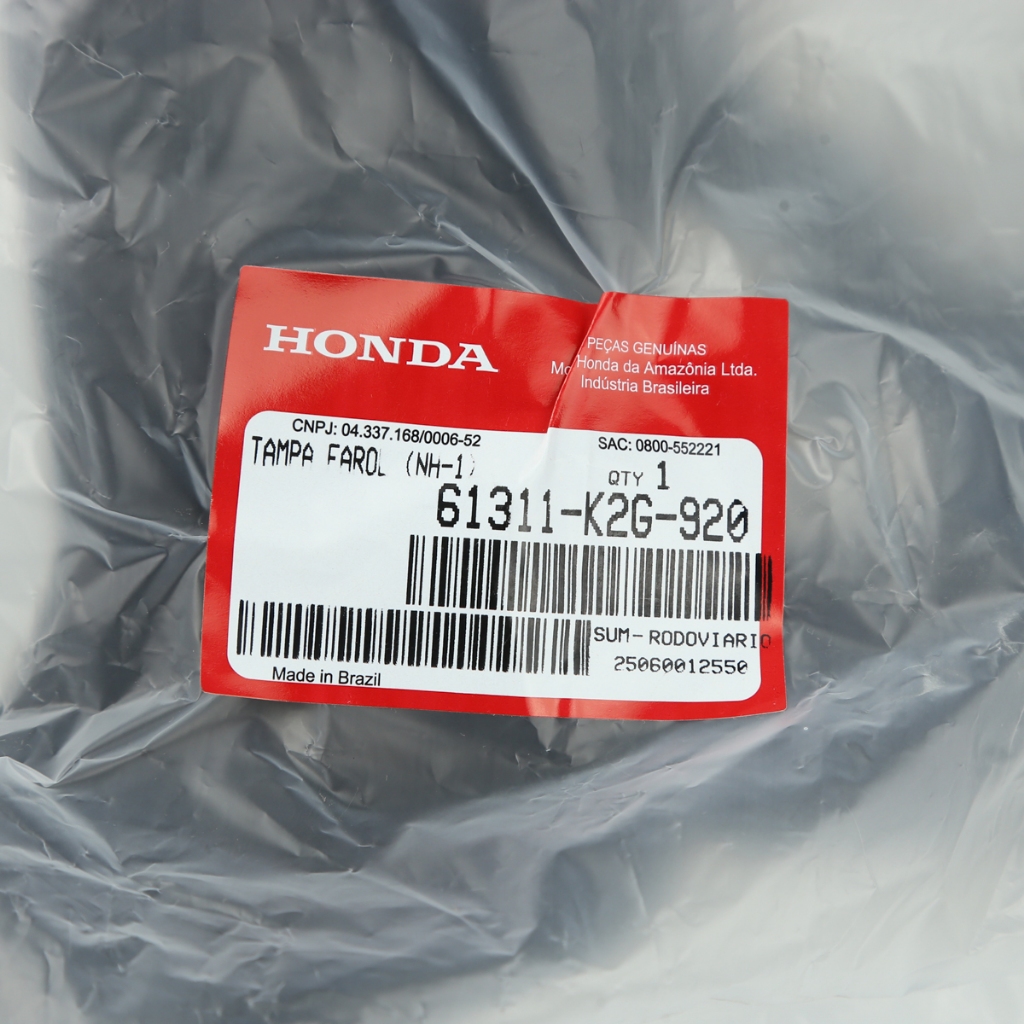 HONDA
PEÇAS GENUÍNAS
Honda da Amazônia Ltda.
Indústria Brasileira
CNPJ: 04.337.168/0006-52
SAC: 0800-552221
TAMPA FAROL (NH-1)
QTY 1
61311-K2G-920
SUM-RODOVIARIO
25060012550
Made in Brazil